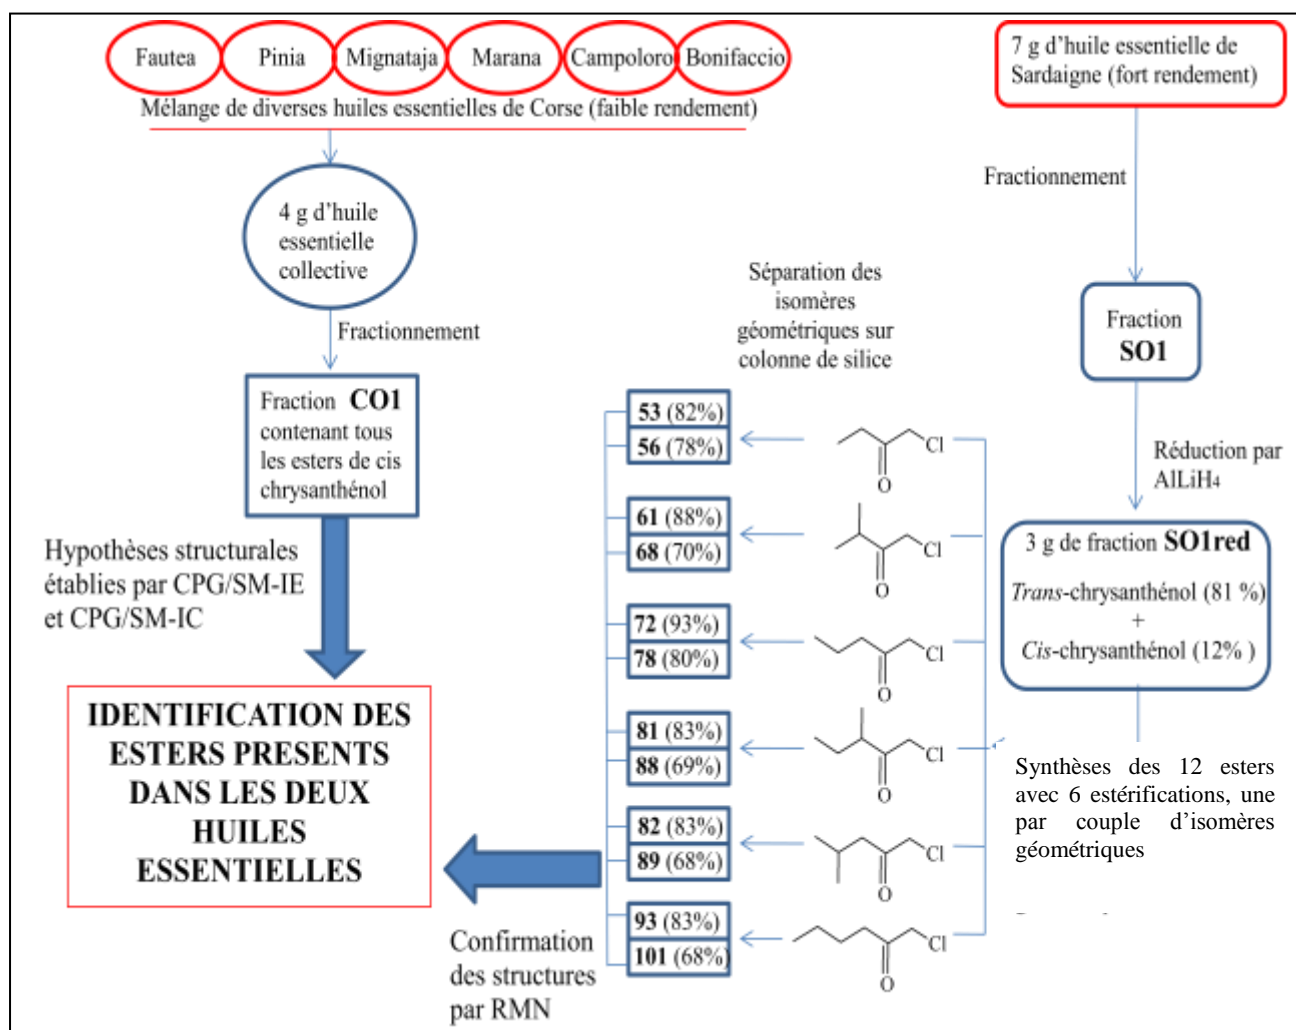 Fautea
Pinia
Mignataja
Marana
Campoloro
Bonifaccio
Mélange de diverses huiles essentielles de Corse (faible rendement)
4 g d’huile
essentielle
collective
Fractionnement
Fraction CO1
contenant tous
les esters de cis
chrysanthénol
Hypothèses structurales
établies par CPG/SM-IE
et CPG/SM-IC
IDENTIFICATION DES
ESTERS PRESENTS
DANS LES DEUX
HUILES
ESSENTIELLES
Séparation des
isomères
géométriques sur
colonne de silice
53 (82%)
56 (78%)
61 (88%)
68 (70%)
72 (93%)
78 (80%)
81 (83%)
88 (69%)
82 (83%)
89 (68%)
93 (83%)
101 (68%)
Confirmation
des structures
par RMN
Cl
O
Cl
O
Cl
O
Cl
O
Cl
O
Cl
O
7 g d’huile essentielle de
Sardaigne (fort rendement)
Fractionnement
Fraction
SO1
Réduction par
AlLiH4
3 g de fraction SO1red
Trans-chrysanthénol (81 %)
+
Cis-chrysanthénol (12% )
Synthèses des 12 esters
avec 6 estérifications, une
par couple d’isomères
géométriques